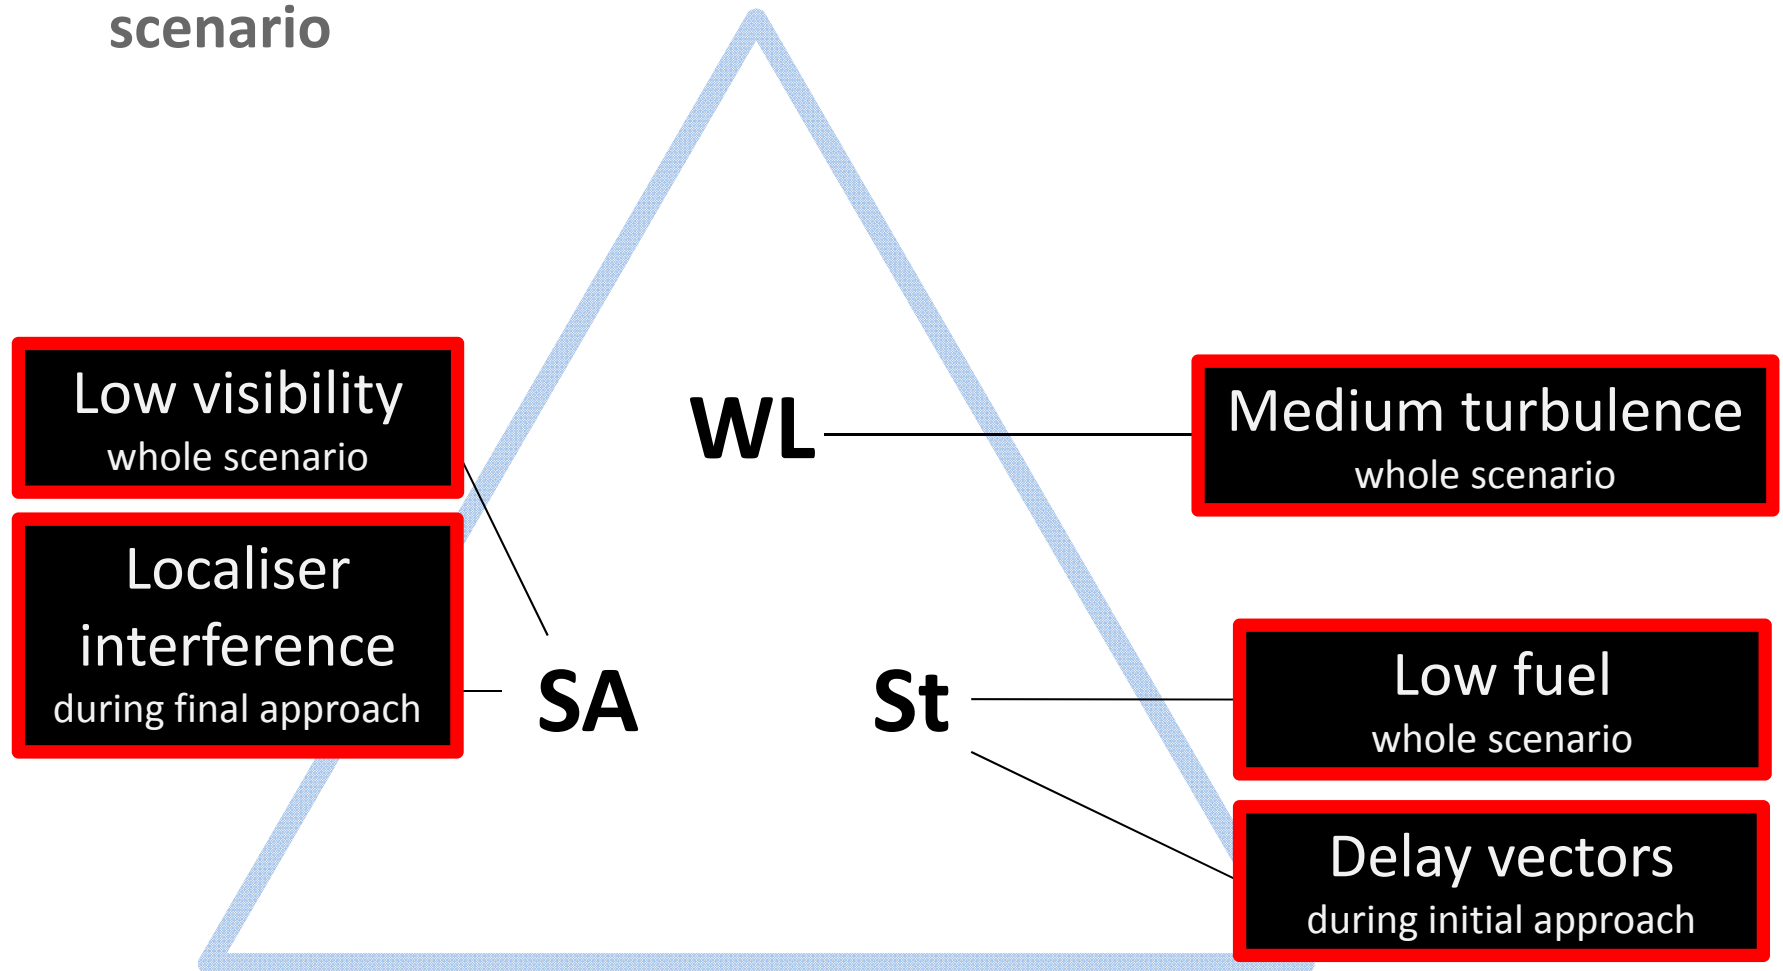 scenario
Low visibility
whole scenario
WL
Medium turbulence
whole scenario
Localiser
interference
during final approach
SA
St
Low fuel
whole scenario
Delay vectors
during initial approach